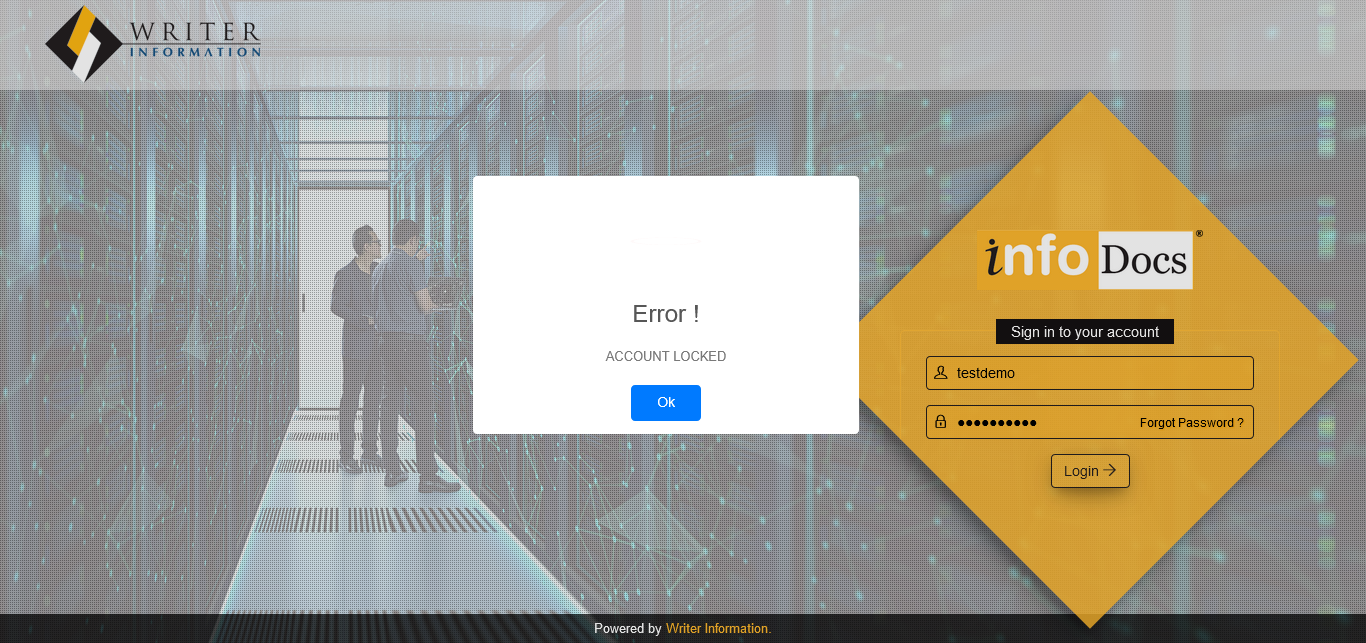 WRITER
INFORMATION
info Docs®
Sign in to your account
testdemo
●●●●●●●●●●
Forgot Password ?
Login →
Error !
ACCOUNT LOCKED
Ok
Powered by Writer Information.